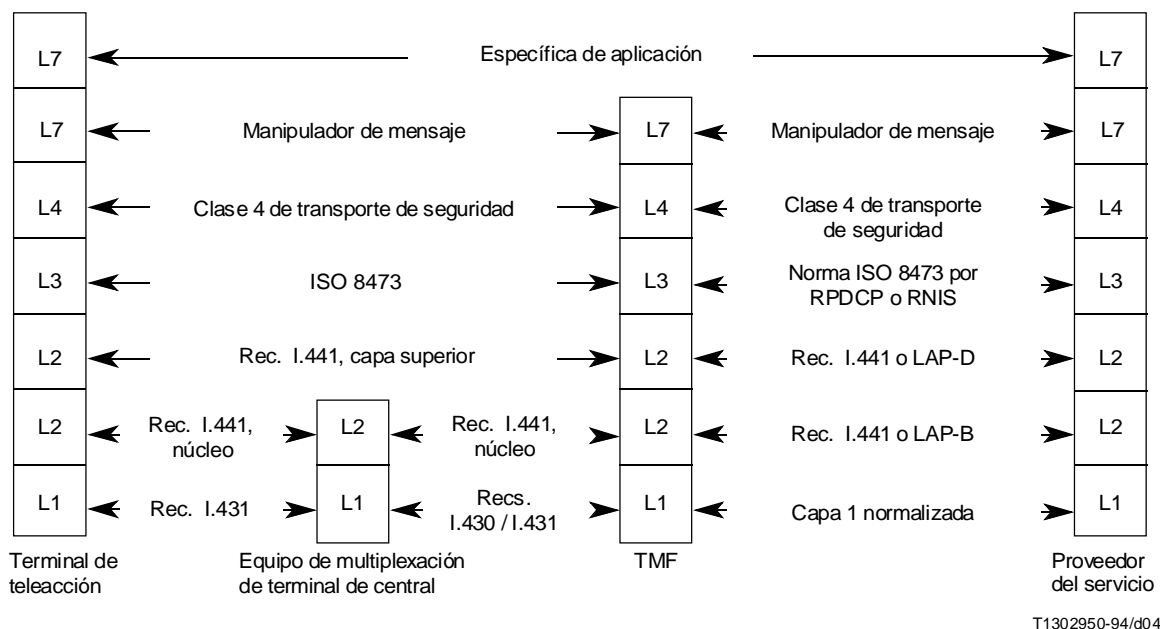 L7 Específica de aplicación L7
L7 Manipulador de mensaje L7 Manipulador de mensaje L7
L4 Clase 4 de transporte de seguridad L4 Clase 4 de transporte
de seguridad L4
L3 ISO 8473 L3 Norma ISO 8473 por
RPDCP o RNIS L3
L2 Rec. I.441, capa superior L2 Rec. I.441 o LAP-D L2
L2 Rec. I.441,
núcleo L2 Rec. I.441,
núcleo L2 Rec. I.441 o LAP-B L2
L1 Rec. I.431 L1 Recs.
I.430 / I.431 L1 Capa 1 normalizada L1
Terminal de
teleacción
Equipo de multiplexación
de terminal de central
TMF
Proveedor
del servicio
T1302950-94/d04